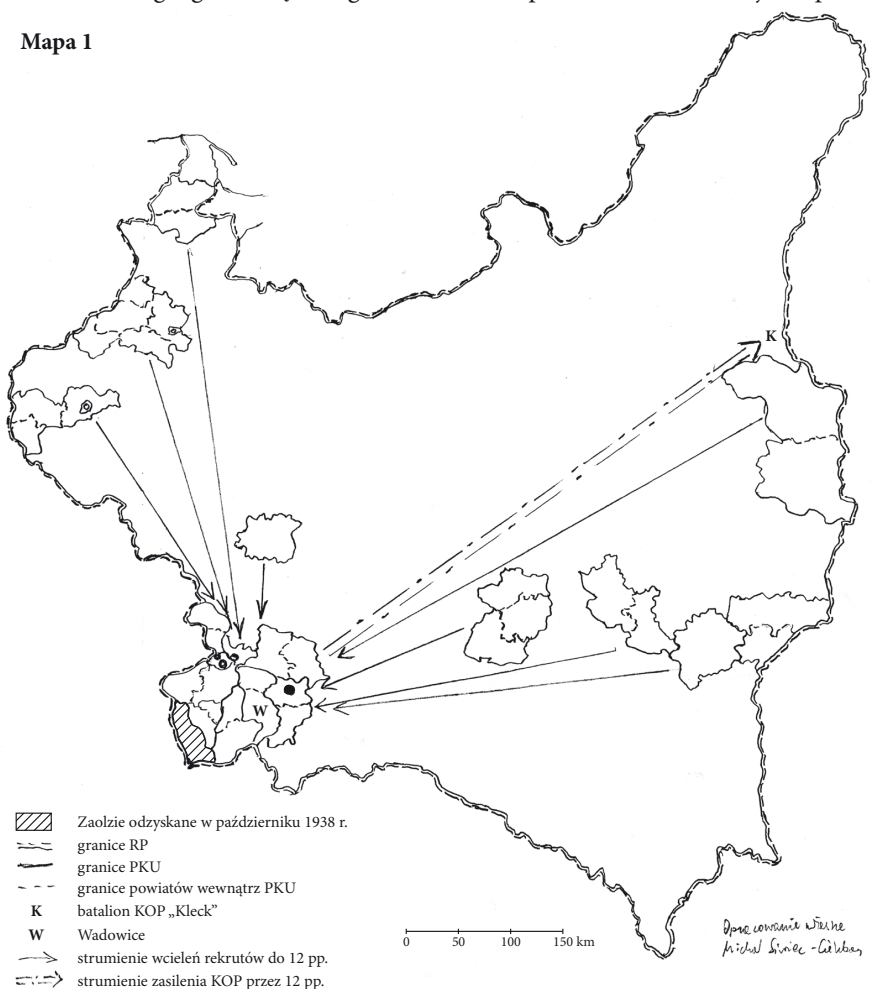 Mapa 1
K
W
Zaolzie odzyskane w październiku 1938 r.
granice RP
granice PKU
granice powiatów wewnątrz PKU
K batalion KOP „Kleck”
W Wadowice
strumienie wcieleń rekrutów do 12 pp.
strumienie zasilenia KOP przez 12 pp.
0 50 100 150 km
Opracowanie własne
Michał Siwiec-Cielebon